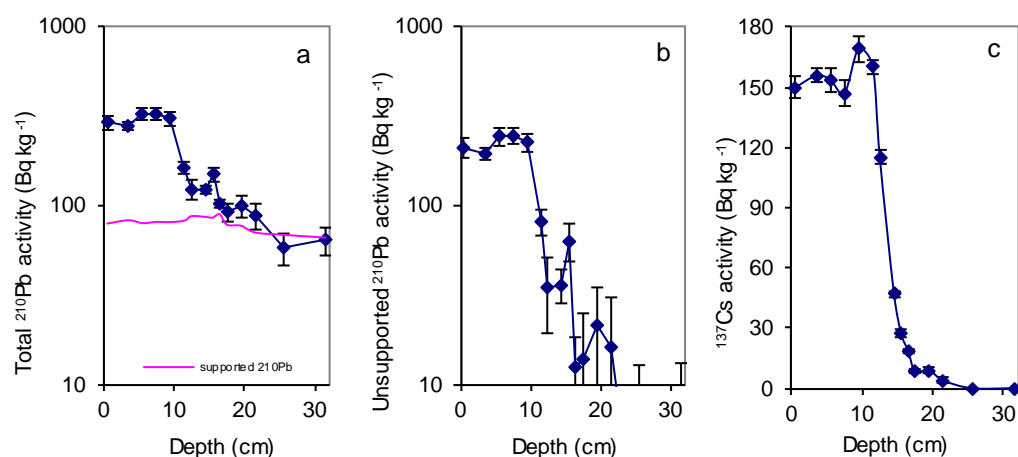 a
Total ²¹⁰Pb activity (Bq kg⁻¹)
1000
100
10
supported 210Pb
0 10 20 30
Depth (cm)
b
Unsupported ²¹⁰Pb activity (Bq kg⁻¹)
1000
100
10
0 10 20 30
Depth (cm)
c
¹³⁷Cs activity (Bq kg⁻¹)
180
150
120
90
60
30
0
0 10 20 30
Depth (cm)